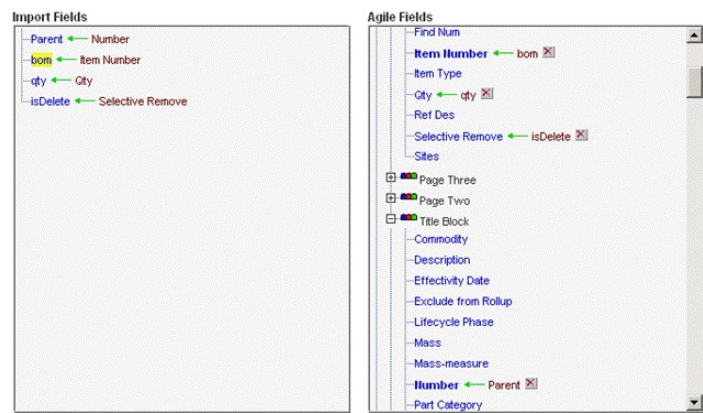 Import Fields
Parent Number
bom Item Number
qty Qty
isDelete Selective Remove
Agile Fields
Find Num
Item Number bom
Item Type
Qty qty
Ref Des
Selective Remove isDelete
Sites
Page Three
Page Two
Title Block
Commodity
Description
Effectivity Date
Exclude from Rollup
Lifecycle Phase
Mass
Mass-measure
Number Parent
Part Category